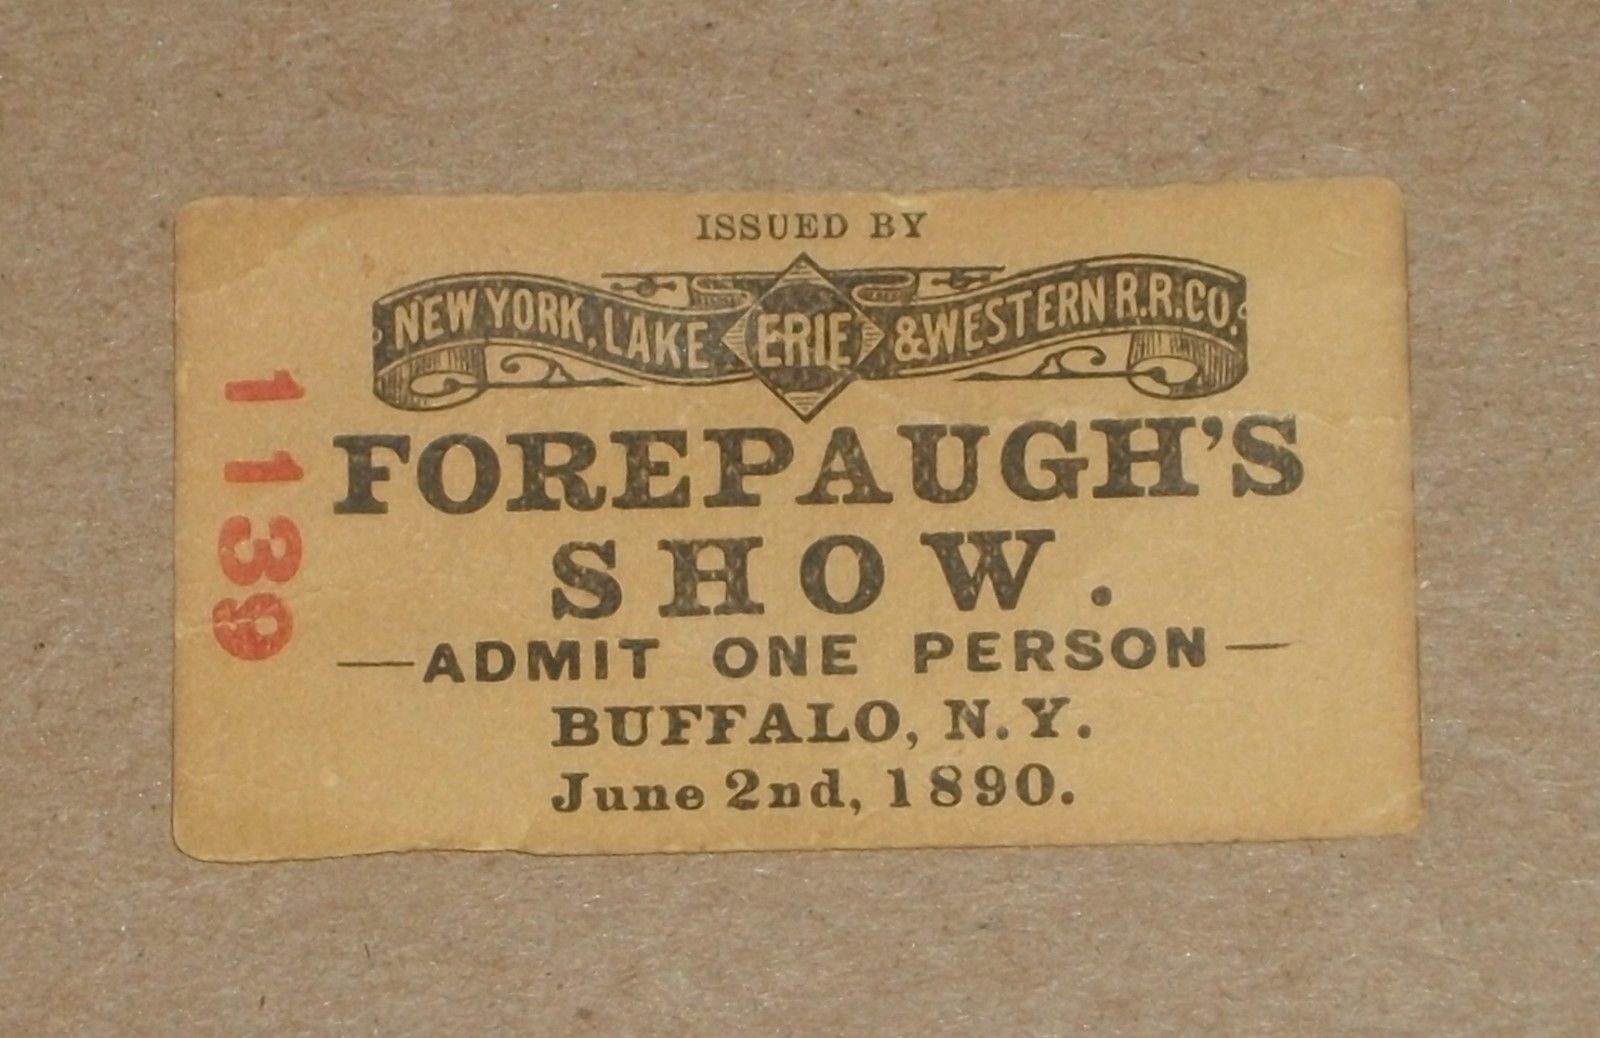 ISSUED BY
NEW YORK, LAKE ERIE & WESTERN R.R.CO.
FOREPAUGH'S
SHOW.
ADMIT ONE PERSON
BUFFALO, N.Y.
June 2nd, 1890.
1139